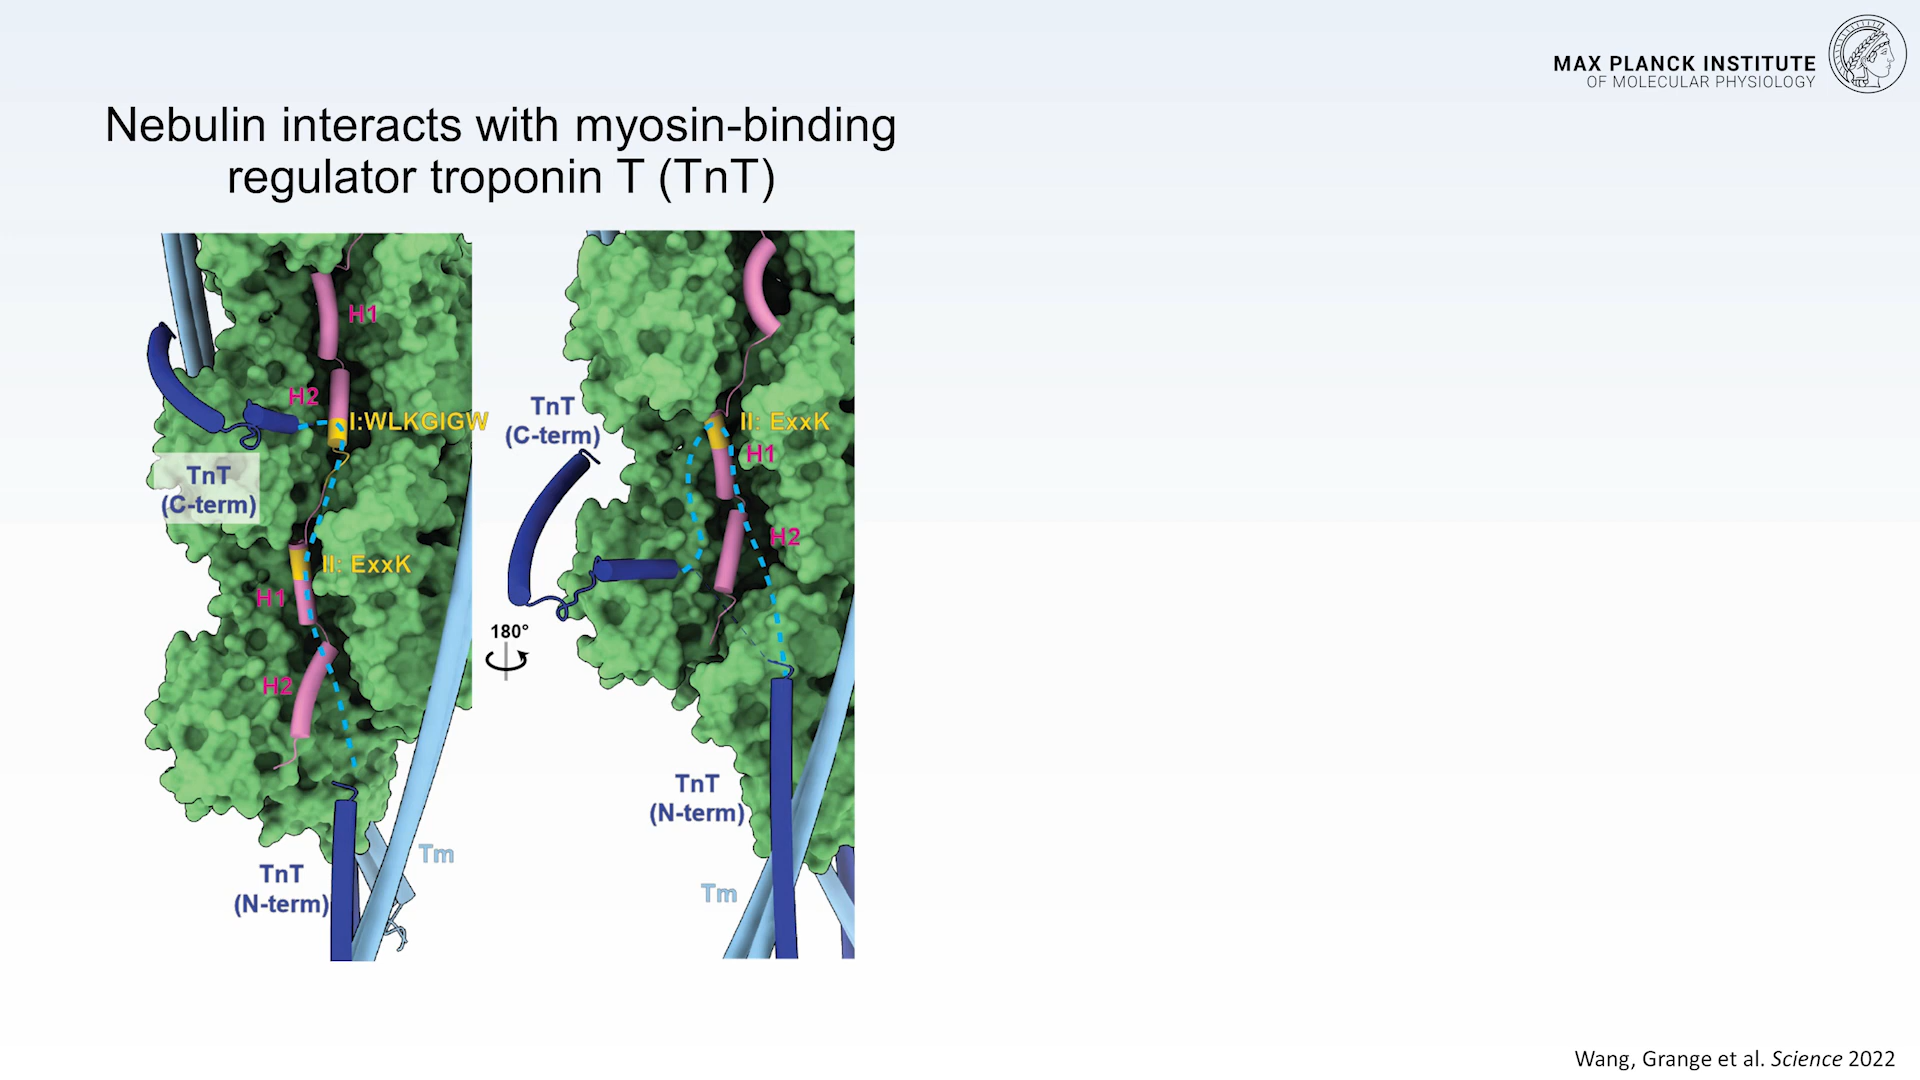 MAX PLANCK INSTITUTE
OF MOLECULAR PHYSIOLOGY
Nebulin interacts with myosin-binding
regulator troponin T (TnT)
H1
H2
I:WLKGIGW
TnT
(C-term)
II: ExxK
H1
H2
TnT
(N-term)
Tm
180°
TnT
(C-term)
II: ExxK
H1
H2
TnT
(N-term)
Tm
Wang, Grange et al. Science 2022